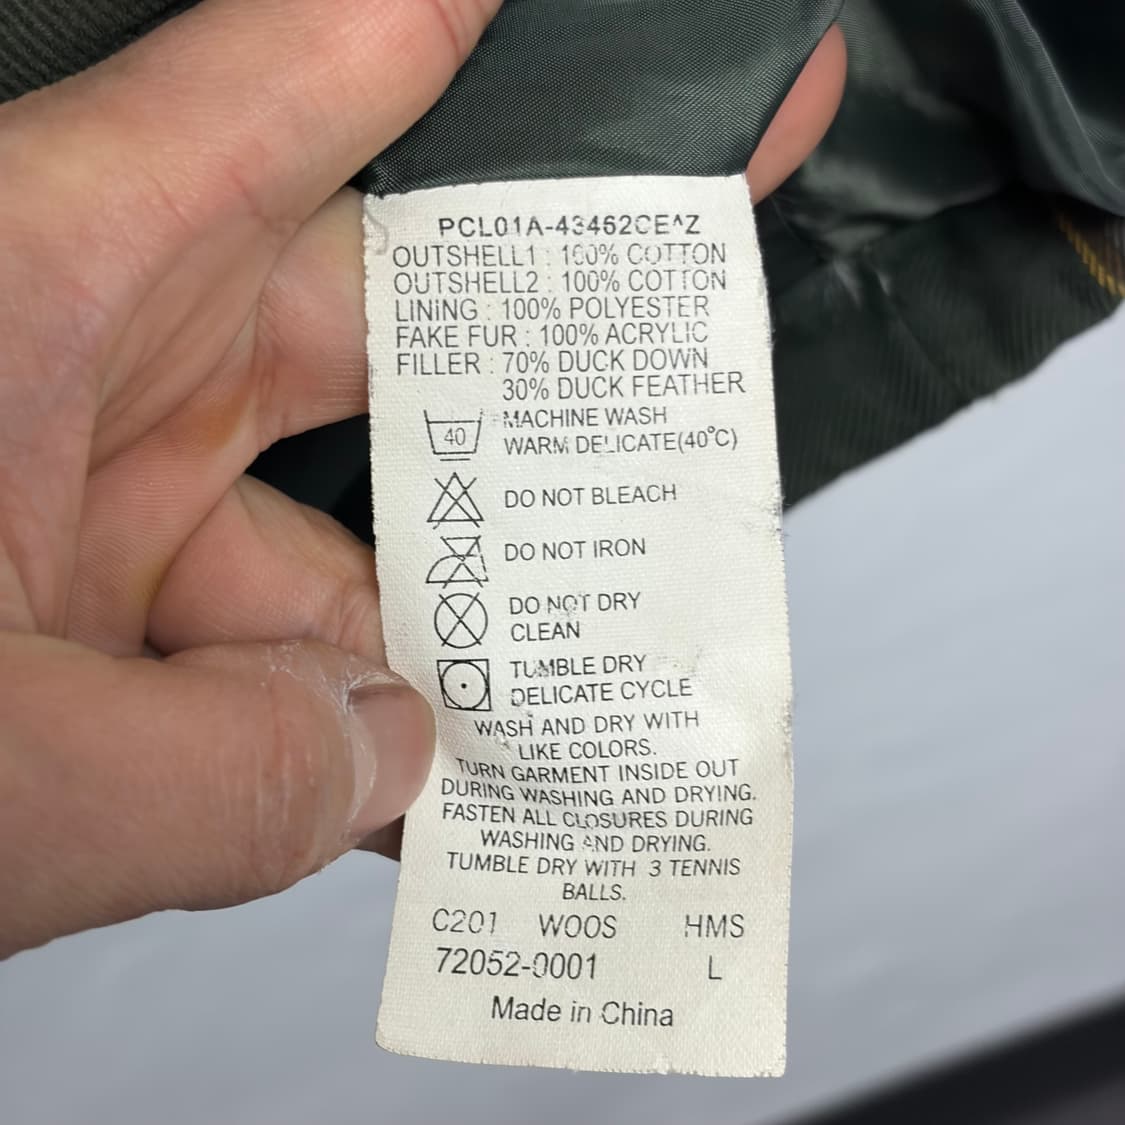 PCL01A-43462CE^Z
OUTSHELL1 : 100% COTTON
OUTSHELL2 : 100% COTTON
LINING : 100% POLYESTER
FAKE FUR : 100% ACRYLIC
FILLER : 70% DUCK DOWN
30% DUCK FEATHER
40 MACHINE WASH
WARM DELICATE(40°C)
DO NOT BLEACH
DO NOT IRON
DO NOT DRY
CLEAN
TUMBLE DRY
DELICATE CYCLE
WASH AND DRY WITH
LIKE COLORS.
TURN GARMENT INSIDE OUT
DURING WASHING AND DRYING.
FASTEN ALL CLOSURES DURING
WASHING AND DRYING.
TUMBLE DRY WITH 3 TENNIS
BALLS.
C201 WOOS HMS
72052-0001 L
Made in China